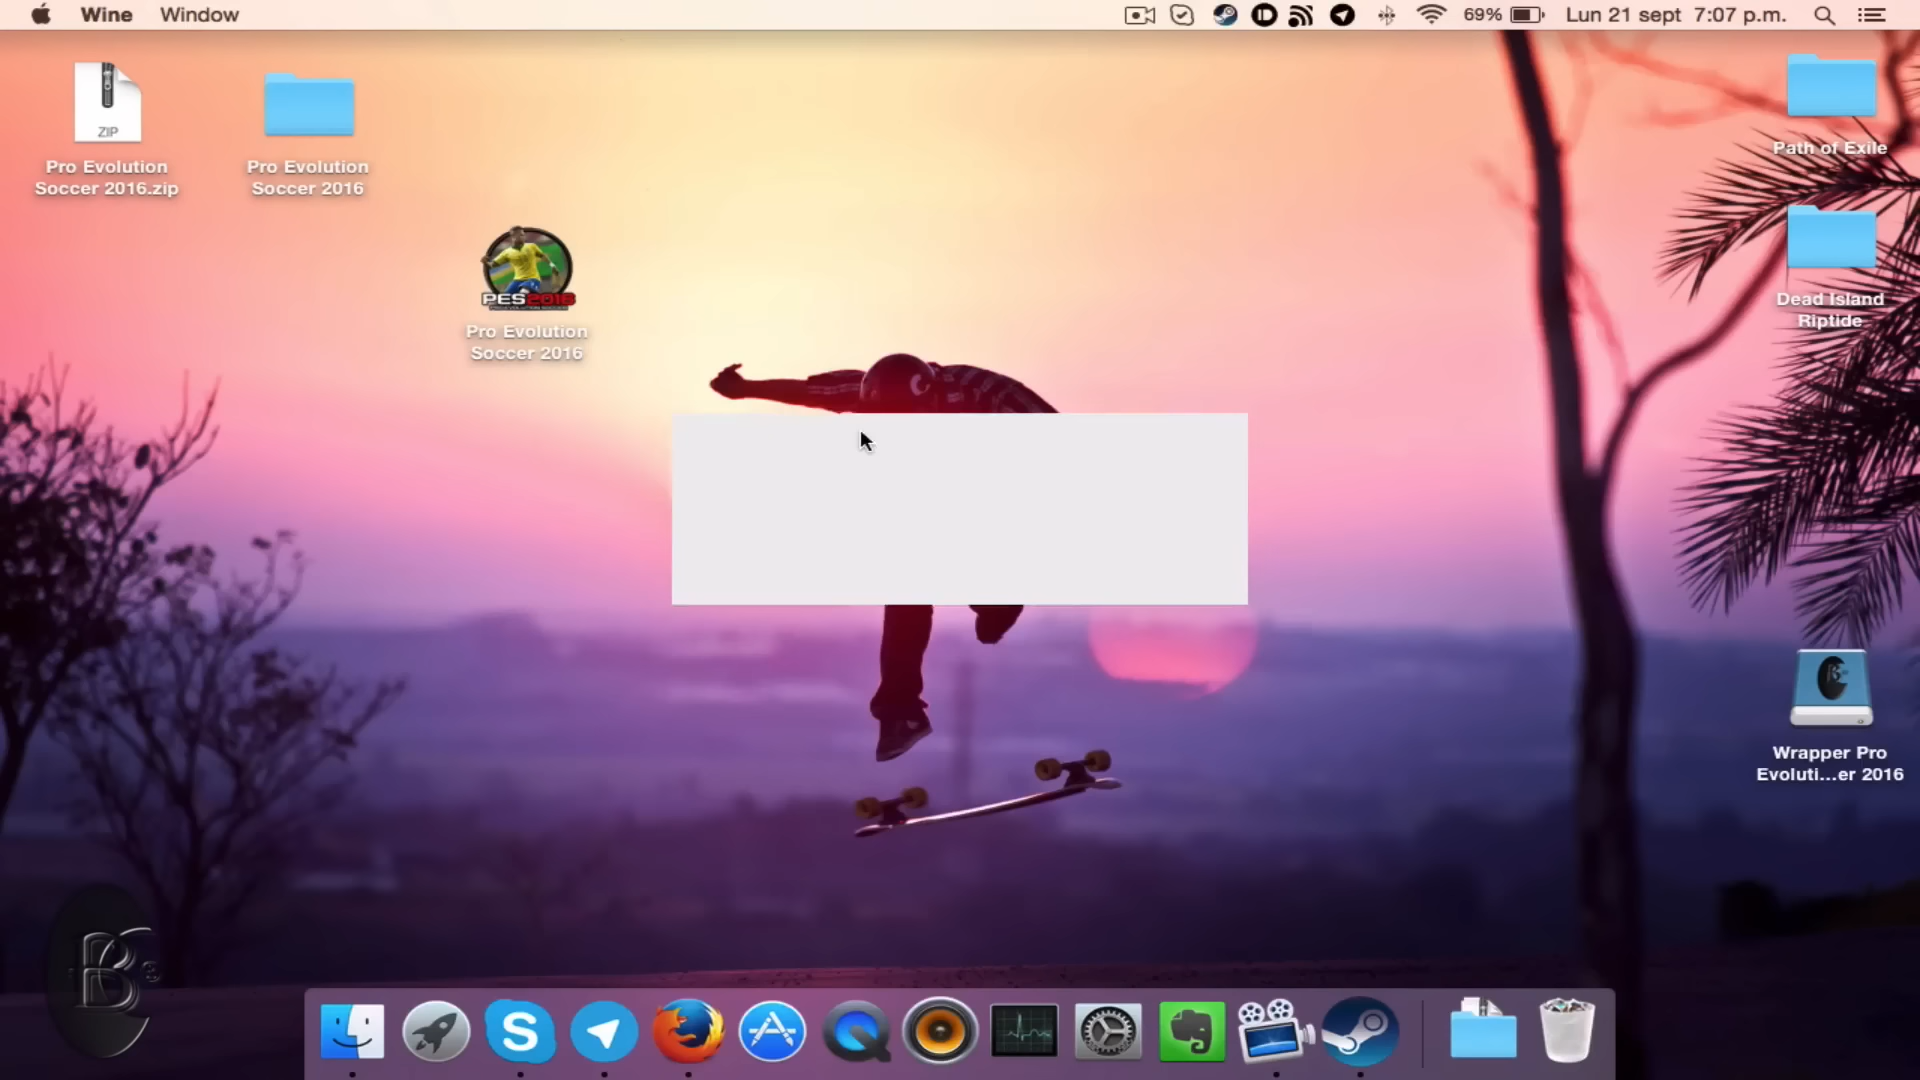 Wine Window
69% Lun 21 sept 7:07 p.m.
ZIP
Pro Evolution
Soccer 2016.zip
Pro Evolution
Soccer 2016
PES2016
Pro Evolution
Soccer 2016
Path of Exile
Dead Island
Riptide
Wrapper Pro
Evoluti...er 2016